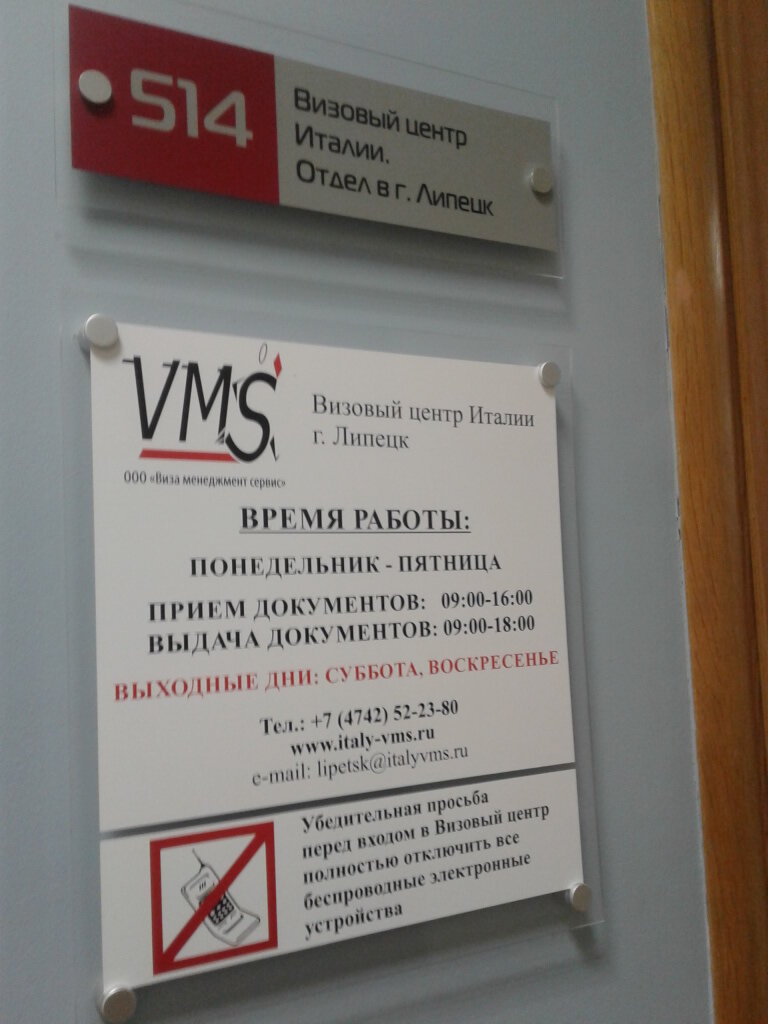 514
Визовый центр
Италии.
Отдел в г. Липецк
VMS
ООО «Виза менеджмент сервис»
Визовый центр Италии
г. Липецк
ВРЕМЯ РАБОТЫ:
ПОНЕДЕЛЬНИК - ПЯТНИЦА
ПРИЕМ ДОКУМЕНТОВ: 09:00-16:00
ВЫДАЧА ДОКУМЕНТОВ: 09:00-18:00
ВЫХОДНЫЕ ДНИ: СУББОТА, ВОСКРЕСЕНЬЕ
Тел.: +7 (4742) 52-23-80
www.italy-vms.ru
e-mail: lipetsk@italyvms.ru
Убедительная просьба
перед входом в Визовый центр
полностью отключить все
беспроводные электронные
устройства